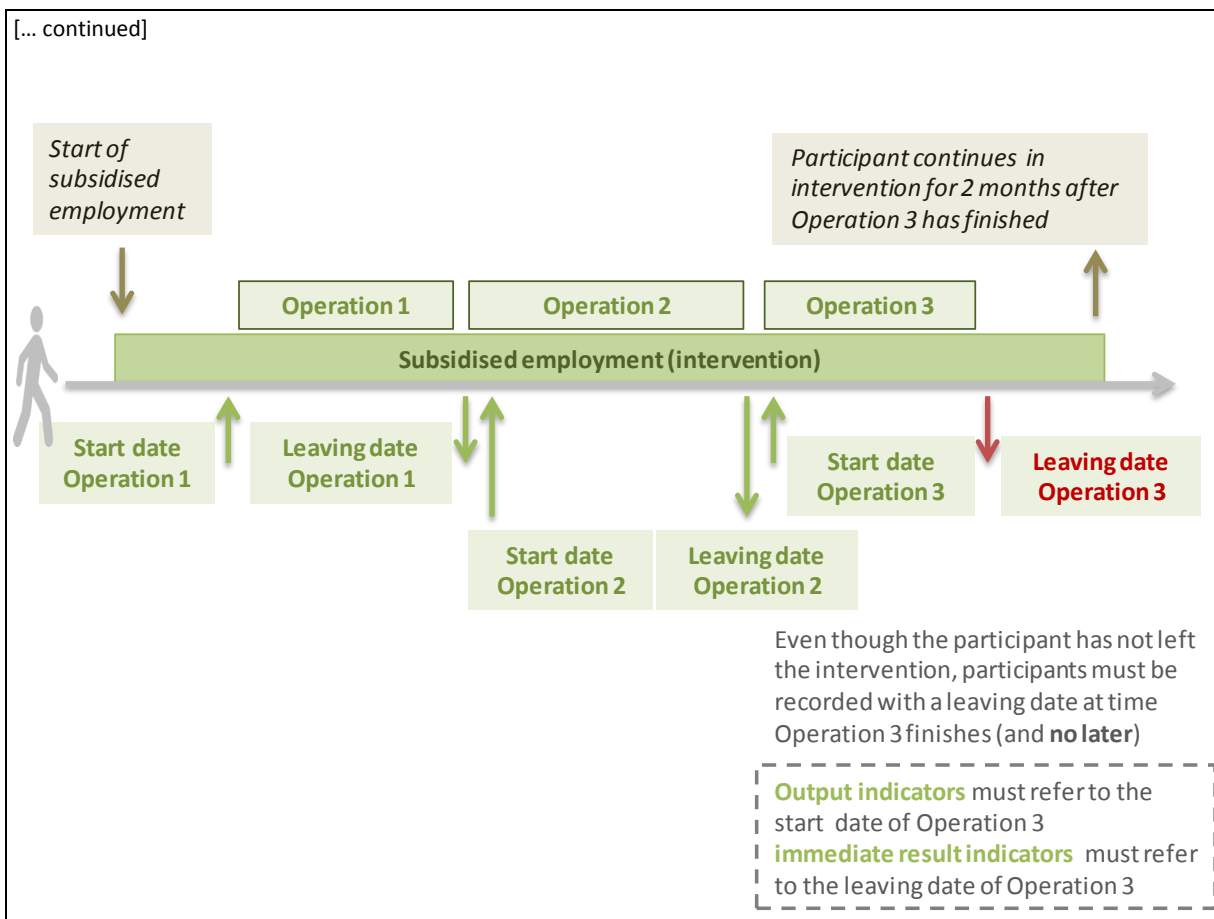 [... continued]
Start of
subsidised
employment
Participant continues in
intervention for 2 months after
Operation 3 has finished
Operation 1
Operation 2
Operation 3
Subsidised employment (intervention)
Start date
Operation 1
Leaving date
Operation 1
Start date
Operation 3
Leaving date
Operation 3
Start date
Operation 2
Leaving date
Operation 2
Even though the participant has not left
the intervention, participants must be
recorded with a leaving date at time
Operation 3 finishes (and no later)
Output indicators must refer to the
start date of Operation 3
immediate result indicators must refer
to the leaving date of Operation 3